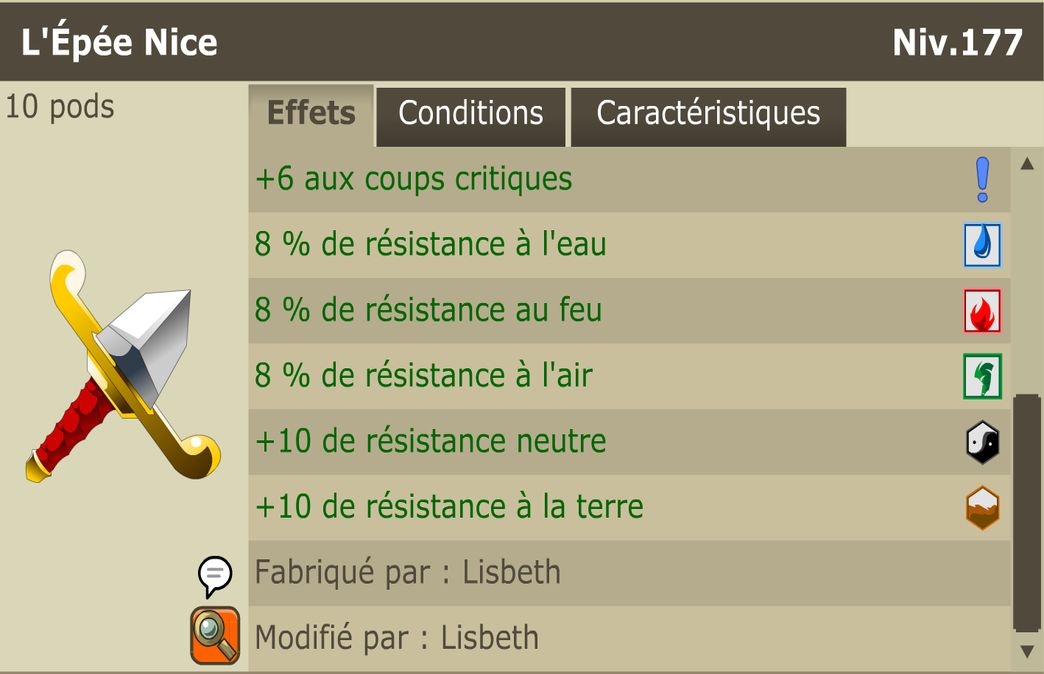 L'Épée Nice
Niv.177
10 pods
Effets
Conditions
Caractéristiques
+6 aux coups critiques
8 % de résistance à l'eau
8 % de résistance au feu
8 % de résistance à l'air
+10 de résistance neutre
+10 de résistance à la terre
Fabriqué par : Lisbeth
Modifié par : Lisbeth